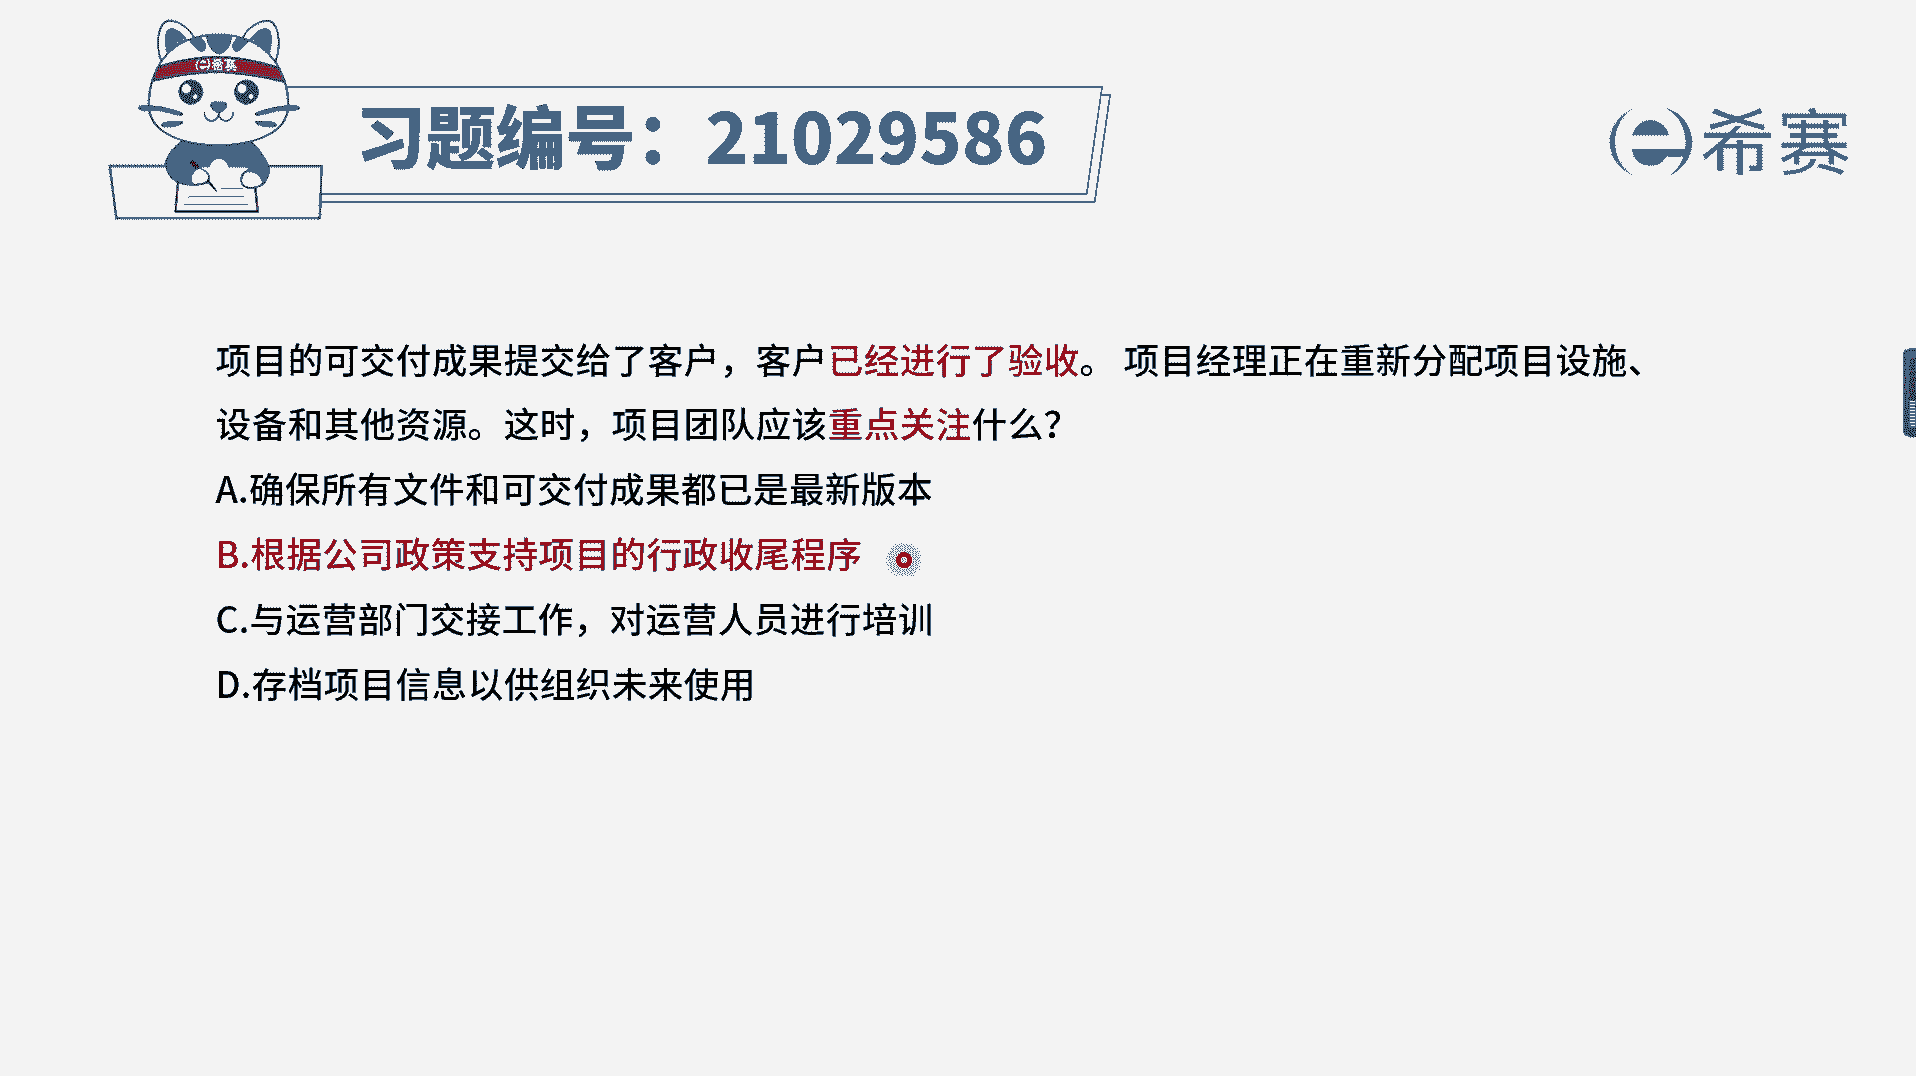 习题编号：21029586
希赛
项目的可交付成果提交给了客户，客户已经进行了验收。 项目经理正在重新分配项目设施、
设备和其他资源。这时，项目团队应该重点关注什么？
A.确保所有文件和可交付成果都已是最新版本
B.根据公司政策支持项目的行政收尾程序
C.与运营部门交接工作，对运营人员进行培训
D.存档项目信息以供组织未来使用